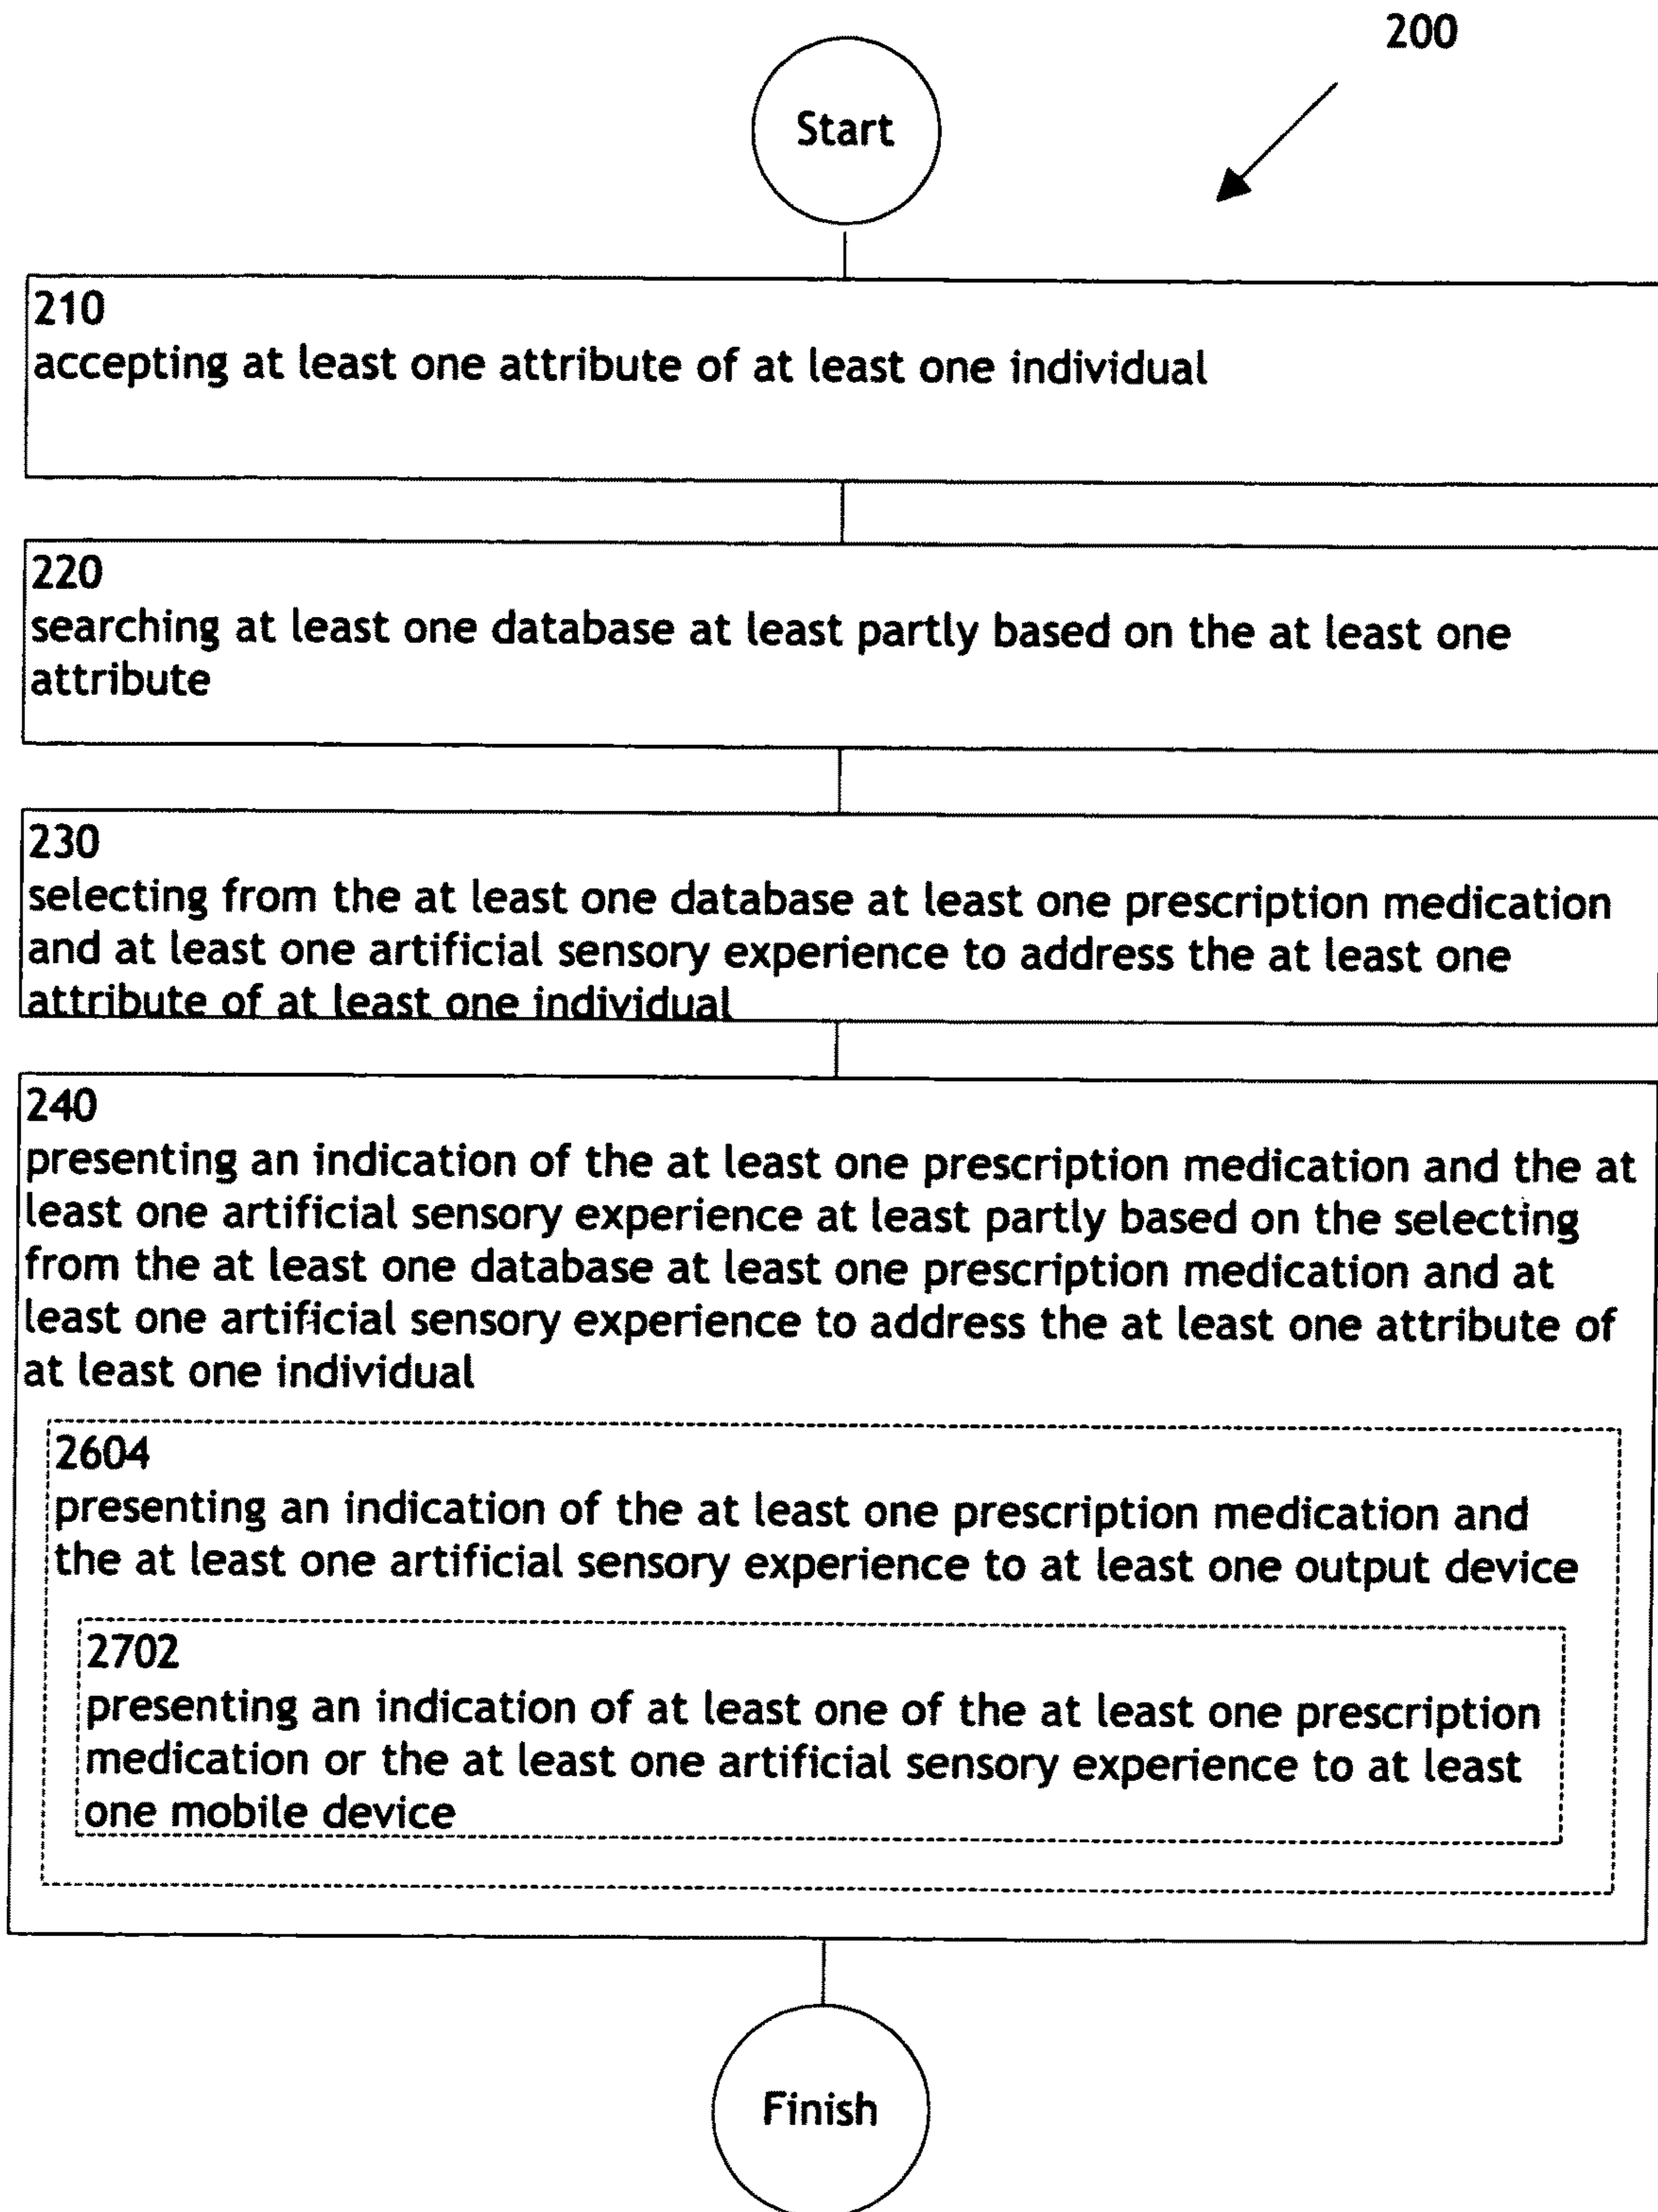 200
Start
210
accepting at least one attribute of at least one individual
220
searching at least one database at least partly based on the at least one
attribute
230
selecting from the at least one database at least one prescription medication
and at least one artificial sensory experience to address the at least one
attribute of at least one individual
240
presenting an indication of the at least one prescription medication and the at
least one artificial sensory experience at least partly based on the selecting
from the at least one database at least one prescription medication and at
least one artificial sensory experience to address the at least one attribute of
at least one individual
2604
presenting an indication of the at least one prescription medication and
the at least one artificial sensory experience to at least one output device
2702
presenting an indication of at least one of the at least one prescription
medication or the at least one artificial sensory experience to at least
one mobile device
Finish